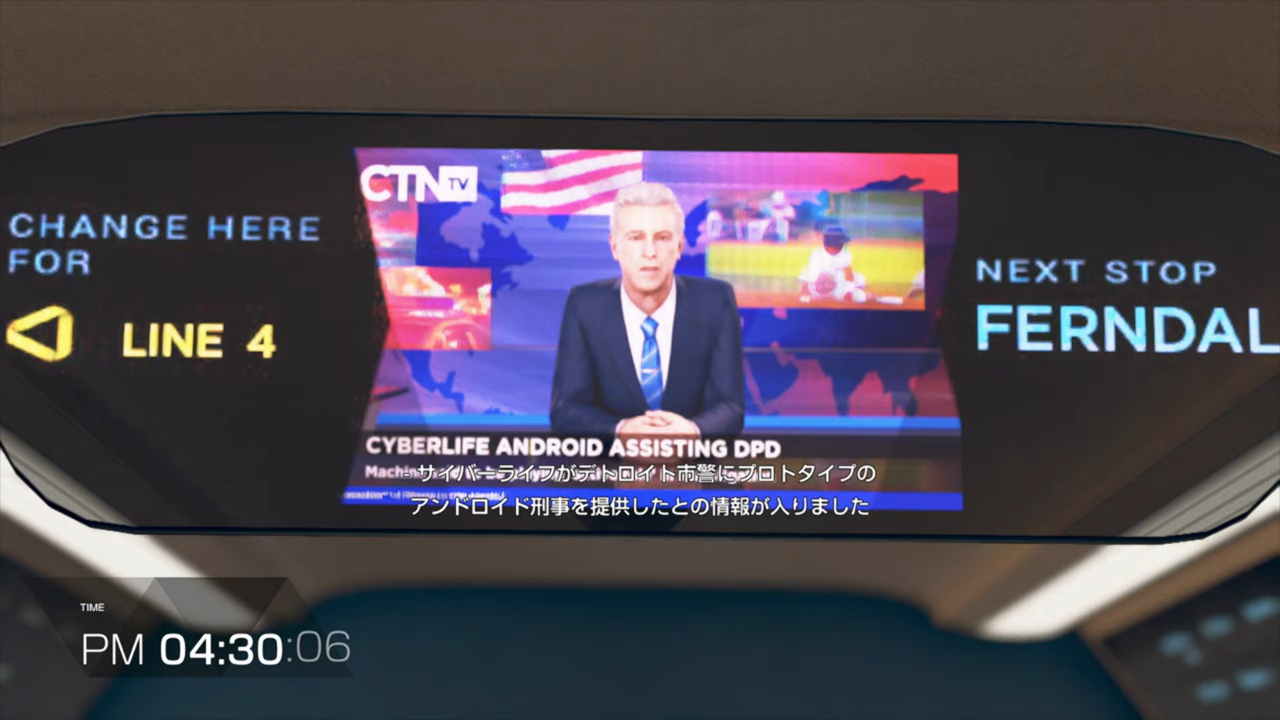 CHANGE HERE
FOR
LINE 4
CTN TV
NEXT STOP
FERNDAL
CYBERLIFE ANDROID ASSISTING DPD
- サイバーライフがデトロイト市警にプロトタイプの
アンドロイド刑事を提供したとの情報が入りました
TIME
PM 04:30:06